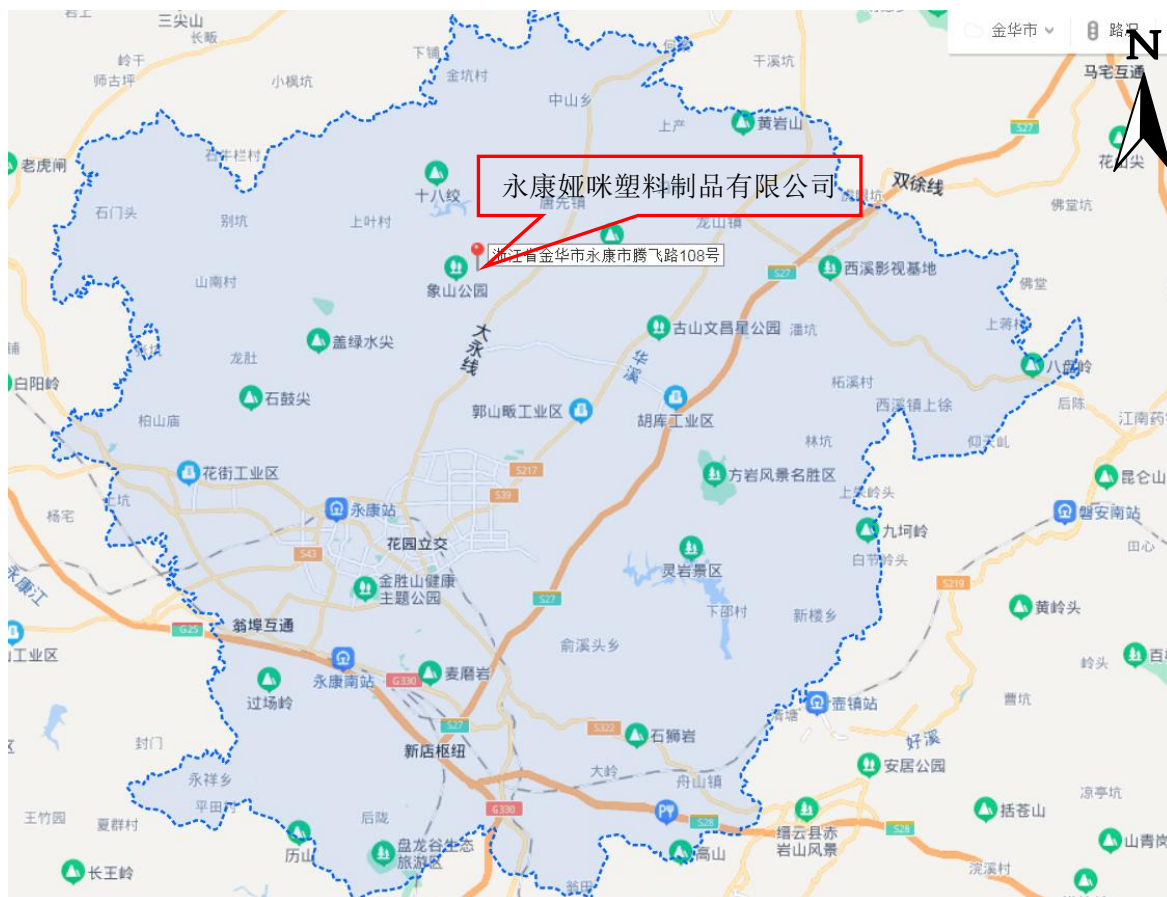 三尖山
长畈
岭干
师古坪
小枫坑
下铺
金坑村
中山乡
干溪坑
金华市
路况
N
马宅互通
S27
上产
黄岩山
老虎闸
石牛栏村
十八绞
永康娅咪塑料制品有限公司
双徐线
虎眼坑
佛堂坑
石门头
别坑
上叶村
唐先镇
龙山镇
浙江省金华市永康市腾飞路108号
S27
西溪影视基地
山南村
象山公园
佛堂
大永线
古山文昌星公园
潘坑
上蒋村
盖绿水尖
龙肚
华溪
八盘岭
白阳岭
石鼓尖
柘溪村
西溪镇上徐
后陈
柏山庙
郭山畈工业区
胡库工业区
林坑
仰天乢
花街工业区
S217
方岩风景名胜区
昆仑山
上坑
S39
上朱岭头
杨宅
永康站
磐安南站
花园立交
九坷岭
田心
S43
灵岩景区
白节岭头
永康江
金胜山健康
主题公园
S27
S219
下邵村
新楼乡
黄岭头
G25
翁埠互通
俞溪头乡
工业区
岭头
永康南站
G330
麦磨岩
过场岭
曹坑
壶镇站
S27
S322
石狮岩
封门
新店枢纽
好溪
大岭
舟山镇
安居公园
永祥乡
平田村
凉亭坑
G330
王竹园
夏群村
后陇
S28
缙云县赤
岩山风景
S28
括苍山
历山
盘龙谷生态
旅游区
高山
山青岗
长王岭
翁田
浣溪村